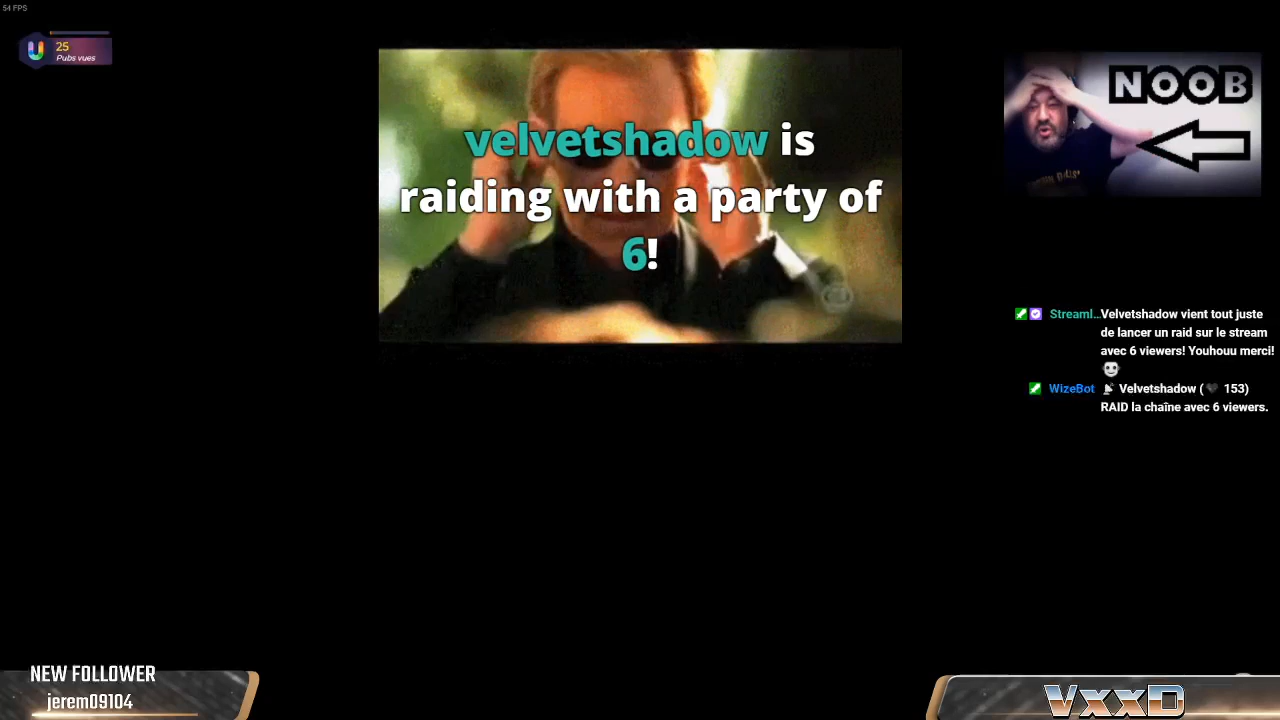 54 FPS
25
Pubs vues
velvetshadow is
raiding with a party of
6!
NOOB
Streaml... Velvetshadow vient tout juste
de lancer un raid sur le stream
avec 6 viewers! Youhouu merci!
WizeBot Velvetshadow ( 153)
RAID la chaîne avec 6 viewers.
NEW FOLLOWER
jerem09104
VxxD